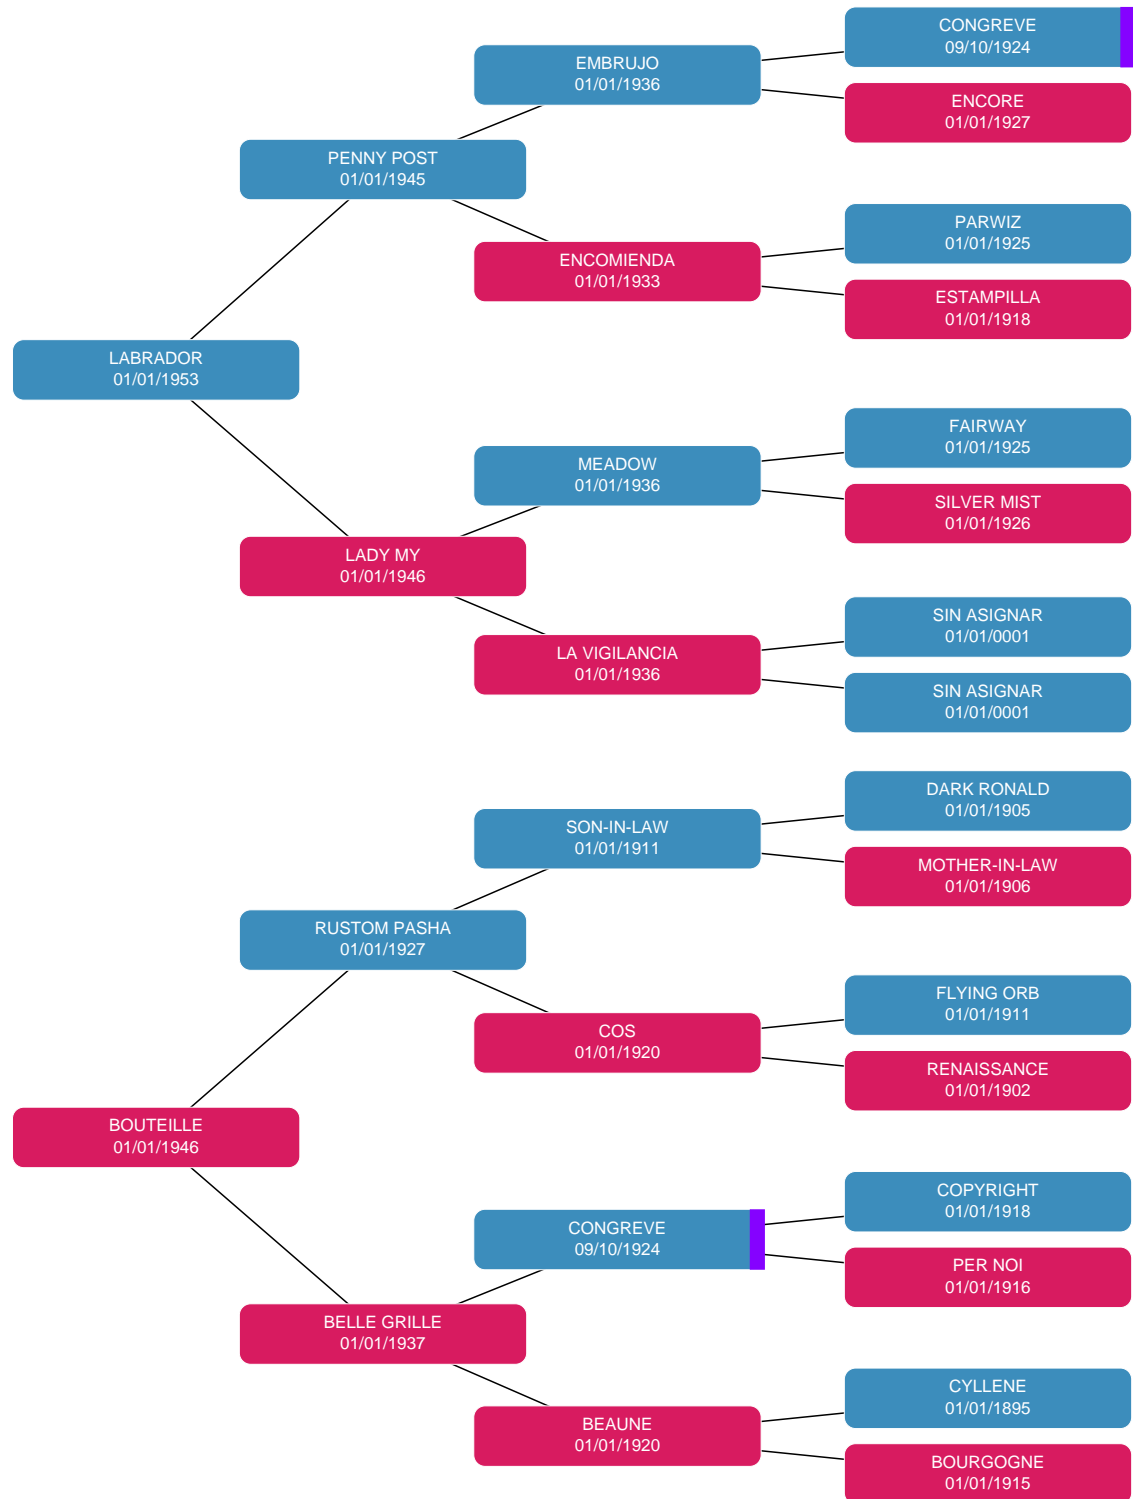 CONGREVE
09/10/1924
EMBRUJO
01/01/1936
ENCORE
01/01/1927
PENNY POST
01/01/1945
PARWIZ
01/01/1925
ENCOMIENDA
01/01/1933
ESTAMPILLA
01/01/1918
LABRADOR
01/01/1953
FAIRWAY
01/01/1925
MEADOW
01/01/1936
SILVER MIST
01/01/1926
LADY MY
01/01/1946
SIN ASIGNAR
01/01/0001
LA VIGILANCIA
01/01/1936
SIN ASIGNAR
01/01/0001
DARK RONALD
01/01/1905
SON-IN-LAW
01/01/1911
MOTHER-IN-LAW
01/01/1906
RUSTOM PASHA
01/01/1927
FLYING ORB
01/01/1911
COS
01/01/1920
RENAISSANCE
01/01/1902
BOUTEILLE
01/01/1946
COPYRIGHT
01/01/1918
CONGREVE
09/10/1924
PER NOI
01/01/1916
BELLE GRILLE
01/01/1937
CYLLENE
01/01/1895
BEAUNE
01/01/1920
BOURGOGNE
01/01/1915